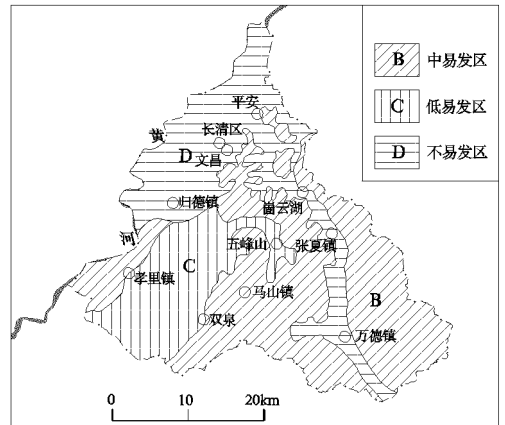 B 中易发区
C 低易发区
D 不易发区
平安
黄
长清区
D 文昌
归德镇
崮云湖
河
五峰山
张夏镇
C
孝里镇
马山镇
B
双泉
万德镇
0 10 20km